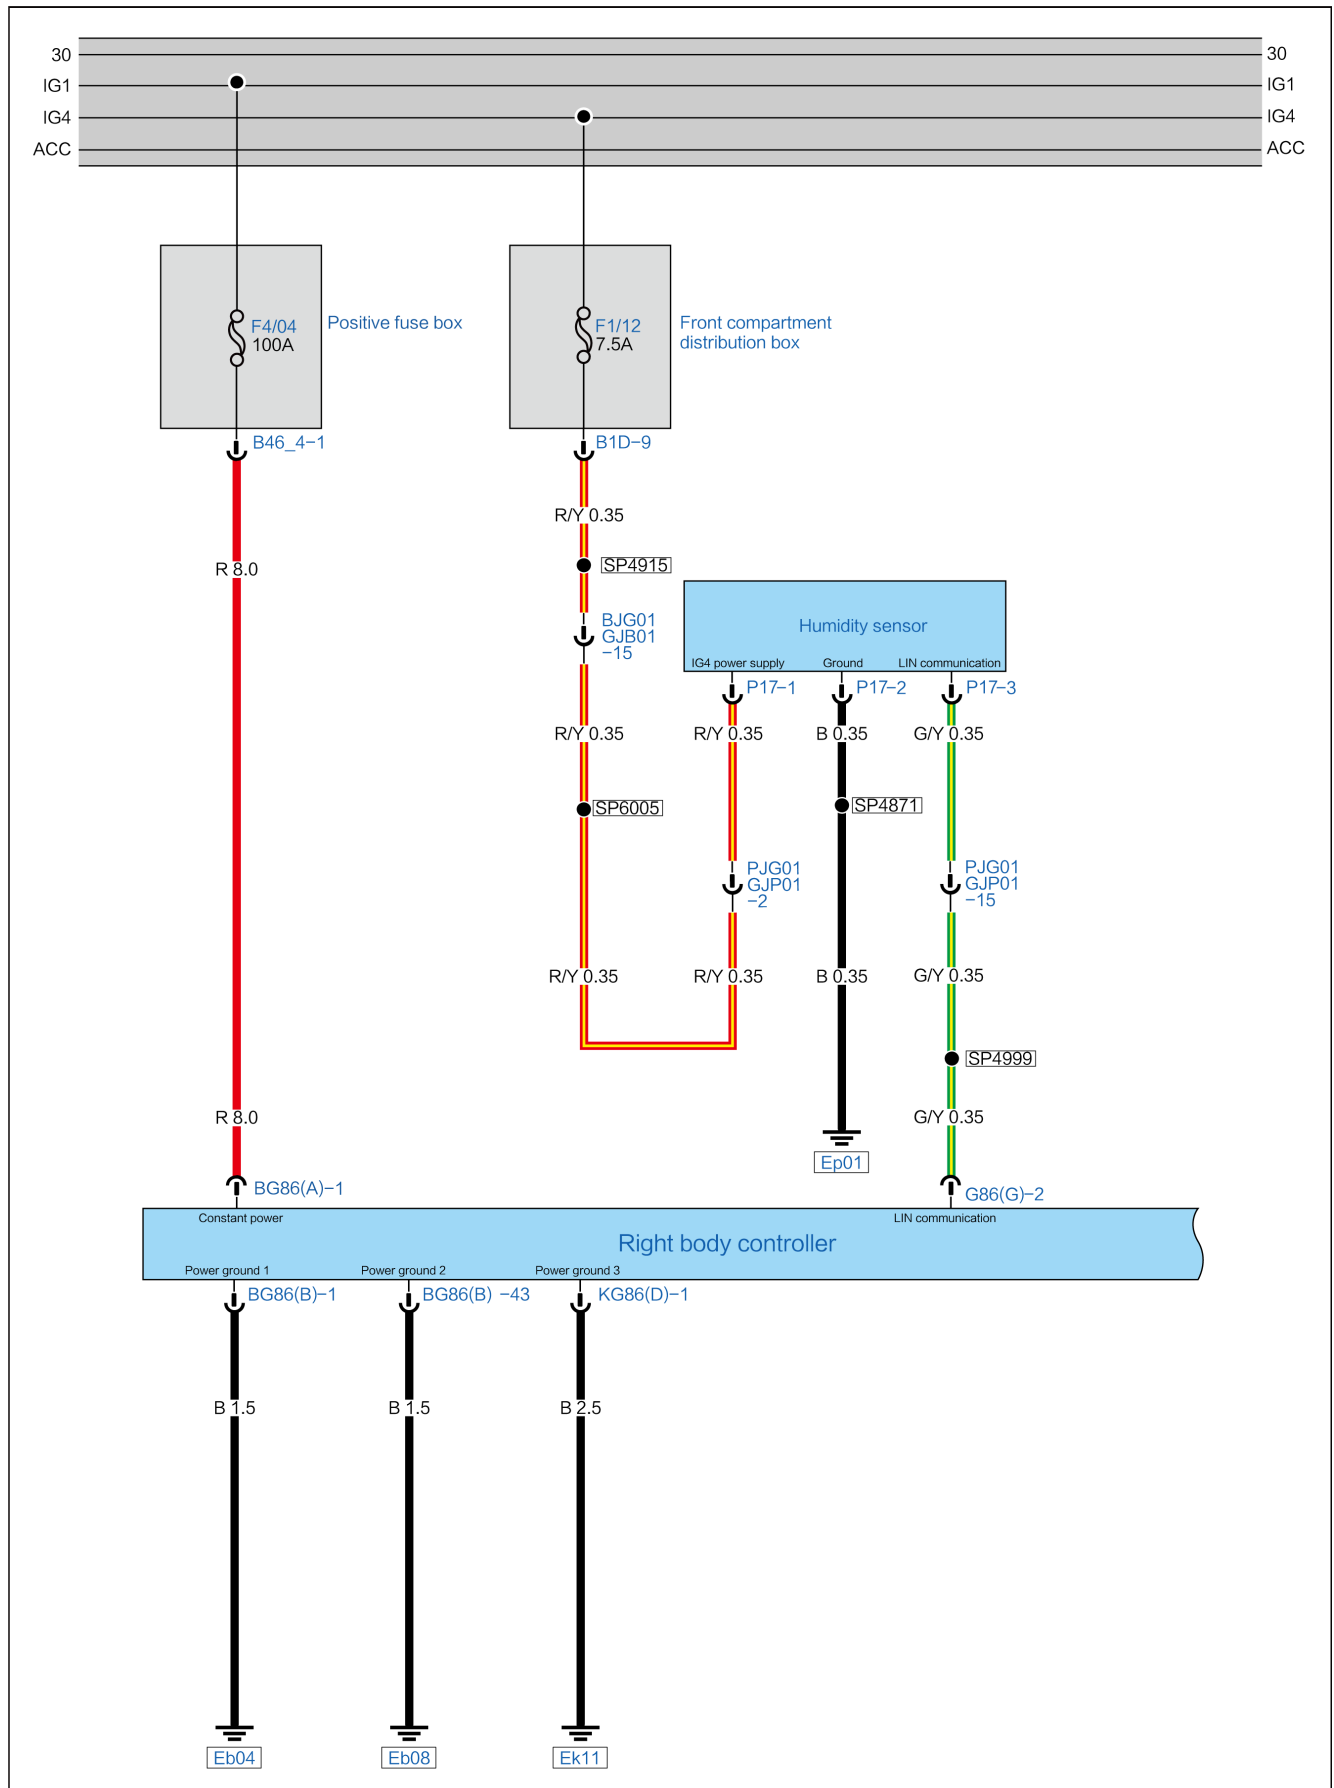 30
30
IG1
IG1
IG4
IG4
ACC
ACC
F4/04
100A
Positive fuse box
F1/12
7.5A
Front compartment
distribution box
B46_4-1
B1D-9
R/Y 0.35
R 8.0
SP4915
BJG01
GJB01
-15
Humidity sensor
IG4 power supply
Ground
LIN communication
P17-1
P17-2
P17-3
R/Y 0.35
R/Y 0.35
B 0.35
G/Y 0.35
SP6005
SP4871
PJG01
GJP01
-2
PJG01
GJP01
-15
R/Y 0.35
R/Y 0.35
B 0.35
G/Y 0.35
SP4999
R 8.0
G/Y 0.35
Ep01
BG86(A)-1
G86(G)-2
Constant power
LIN communication
Right body controller
Power ground 1
Power ground 2
Power ground 3
BG86(B)-1
BG86(B) -43
KG86(D)-1
B 1.5
B 1.5
B 2.5
Eb04
Eb08
Ek11